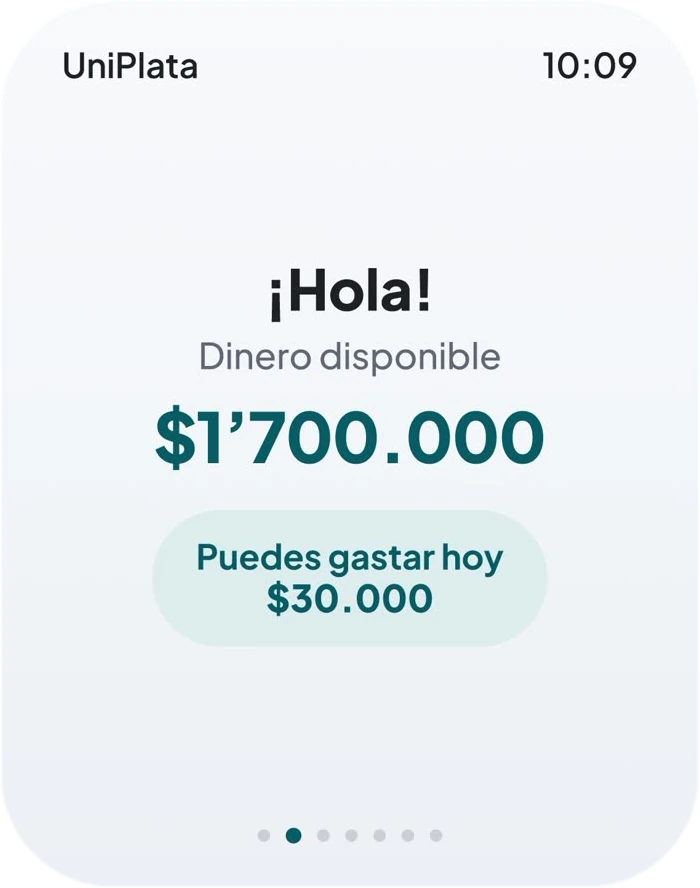 UniPlata 10:09
¡Hola!
Dinero disponible
$1’700.000
Puedes gastar hoy
$30.000